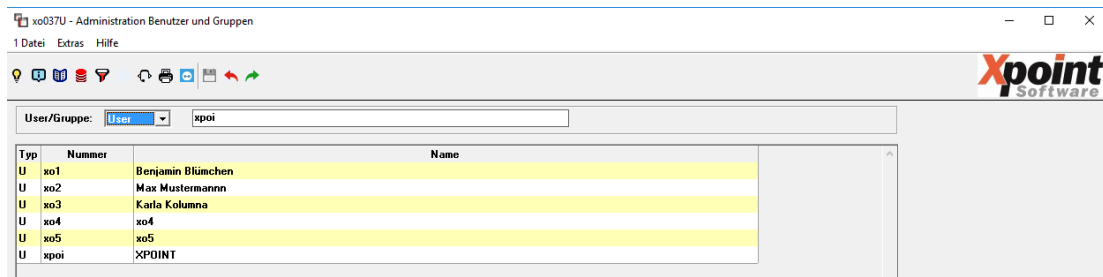 xo037U - Administration Benutzer und Gruppen
1 Datei Extras Hilfe
Xpoint
Software
User/Gruppe: User xpoi
Typ Nummer Name
U xo1 Benjamin Blümchen
U xo2 Max Mustermannn
U xo3 Karla Kolumna
U xo4 xo4
U xo5 xo5
U xpoi XPOINT